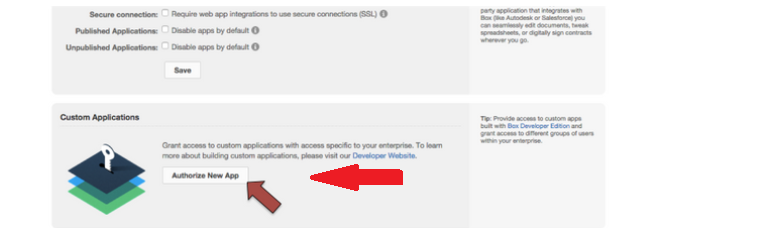 party application that integrates with
Secure connection: Require web app integrations to use secure connections (SSL)
Box (like Autodesk or Salesforce) you
can seamlessly edit documents, tweak
Published Applications: Disable apps by default
spreadsheets, or digitally sign contracts
wherever you go.
Unpublished Applications: Disable apps by default
Save
Custom Applications
Tip: Provide access to custom apps
built with Box Developer Edition and
grant access to different groups of users
within your enterprise.
Grant access to custom applications with access specific to your enterprise. To learn
more about building custom applications, please visit our Developer Website.
Authorize New App